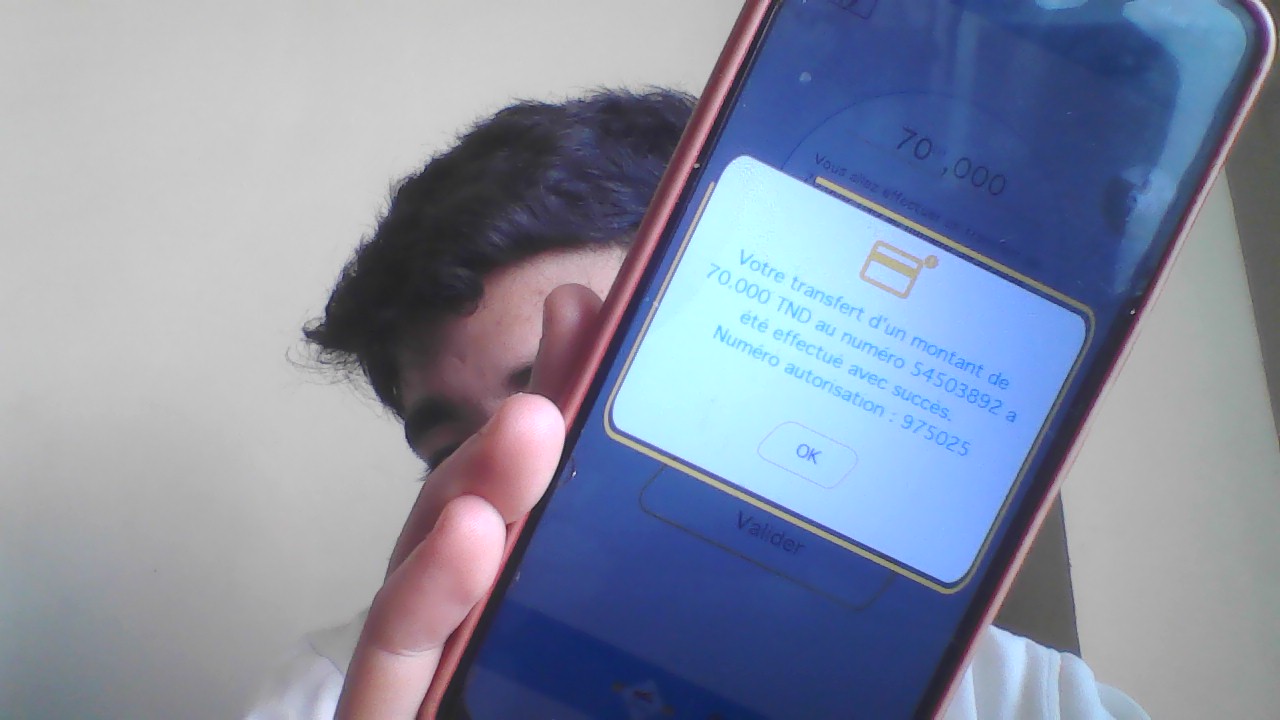 70 ,000
Vous allez effectuer
Votre transfert d'un montant de
70.000 TND au numéro 54503892 a
été effectué avec succès.
Numéro autorisation : 975025
OK
Valider